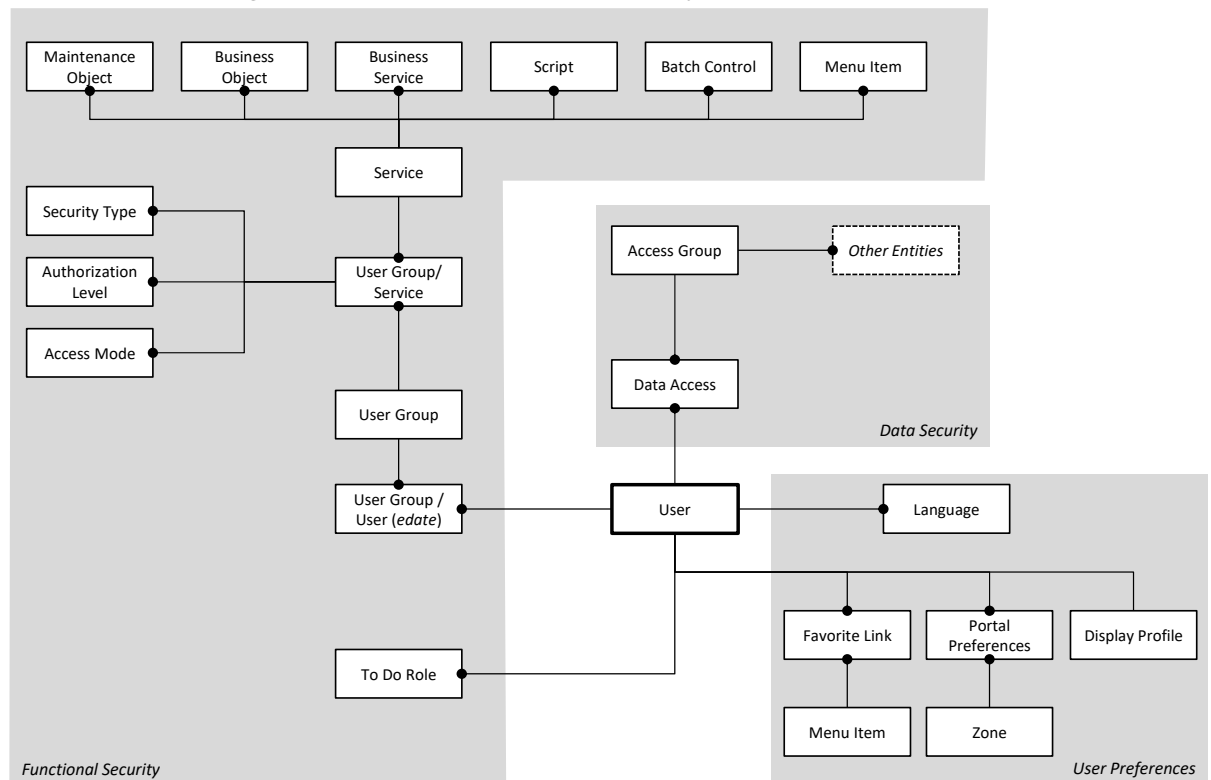 Maintenance
Object
Business
Object
Business
Service
Script
Batch Control
Menu Item
Service
Security Type
Authorization
Level
Access Mode
User Group/
Service
User Group
User Group /
User (edate)
To Do Role
Functional Security
Access Group
Other Entities
Data Access
Data Security
User
Language
Favorite Link
Portal
Preferences
Display Profile
Menu Item
Zone
User Preferences